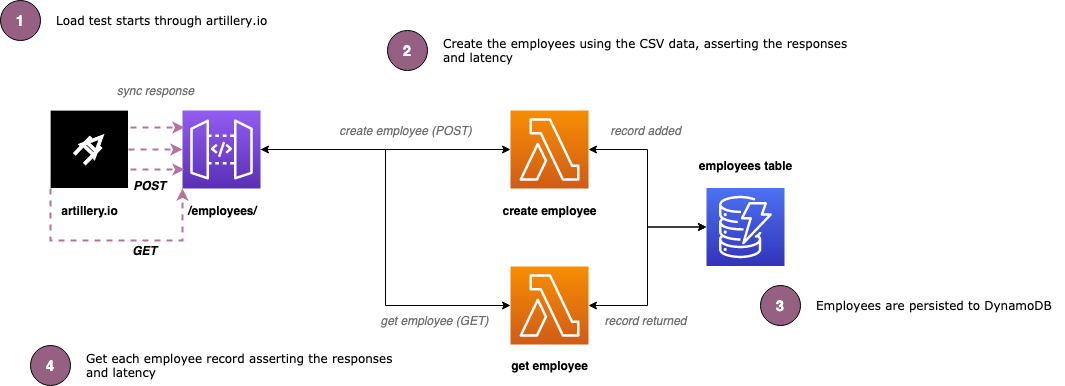 1
Load test starts through artillery.io
2
Create the employees using the CSV data, asserting the responses
and latency
sync response
create employee (POST)
record added
</>
employees table
POST
artillery.io
/employees/
create employee
GET
3
Employees are persisted to DynamoDB
get employee (GET)
record returned
4
Get each employee record asserting the responses
and latency
get employee